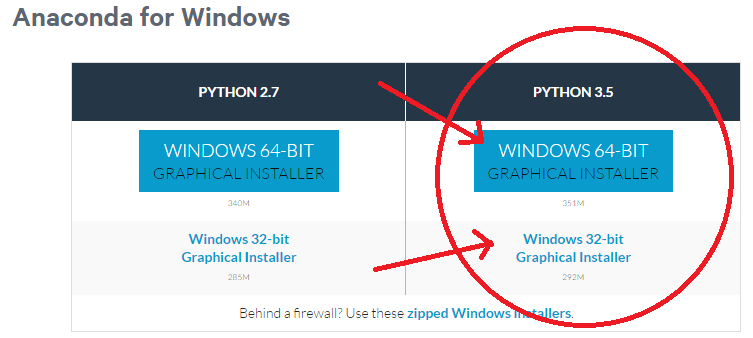 Anaconda for Windows
PYTHON 2.7
PYTHON 3.5
WINDOWS 64-BIT
GRAPHICAL INSTALLER
340M
WINDOWS 64-BIT
GRAPHICAL INSTALLER
351M
Windows 32-bit
Graphical Installer
285M
Windows 32-bit
Graphical Installer
292M
Behind a firewall? Use these zipped Windows Installers.